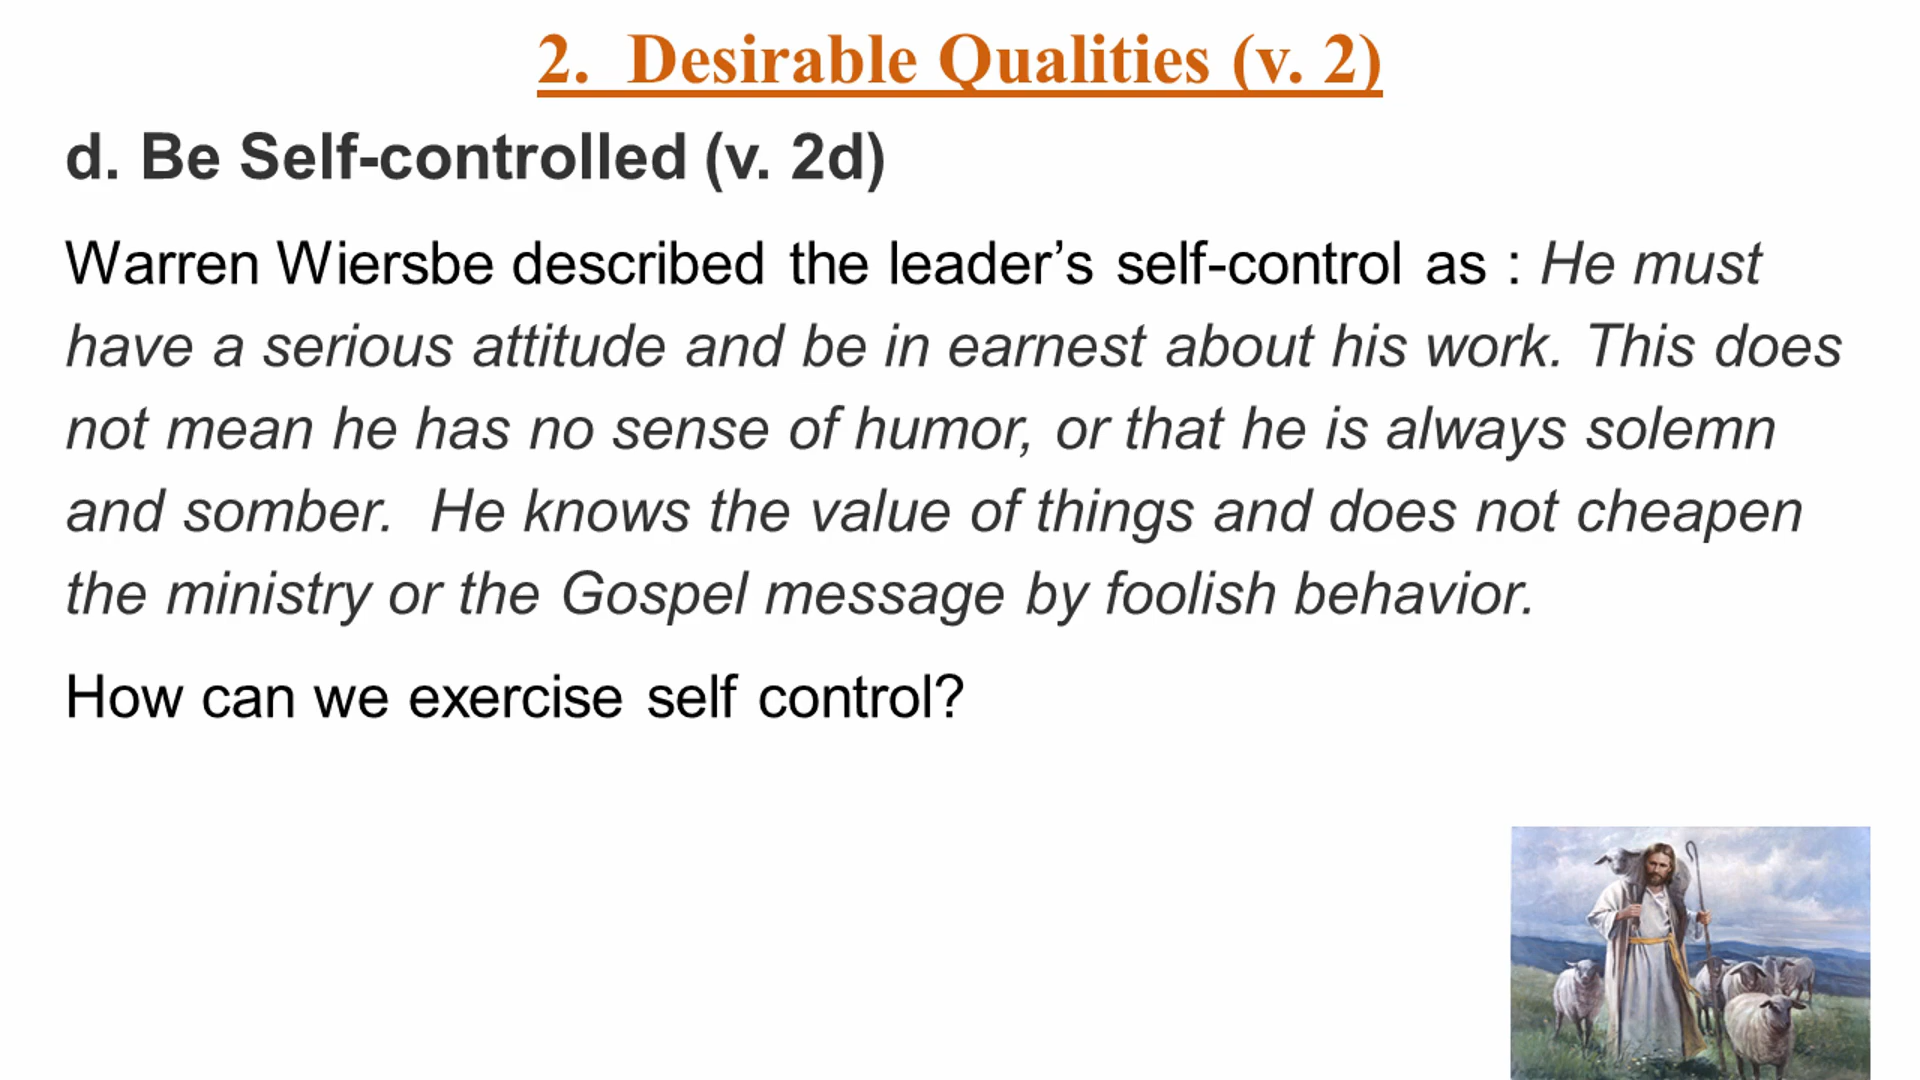 2. Desirable Qualities (v. 2)
d. Be Self-controlled (v. 2d)
Warren Wiersbe described the leader’s self-control as : He must
have a serious attitude and be in earnest about his work. This does
not mean he has no sense of humor, or that he is always solemn
and somber. He knows the value of things and does not cheapen
the ministry or the Gospel message by foolish behavior.
How can we exercise self control?